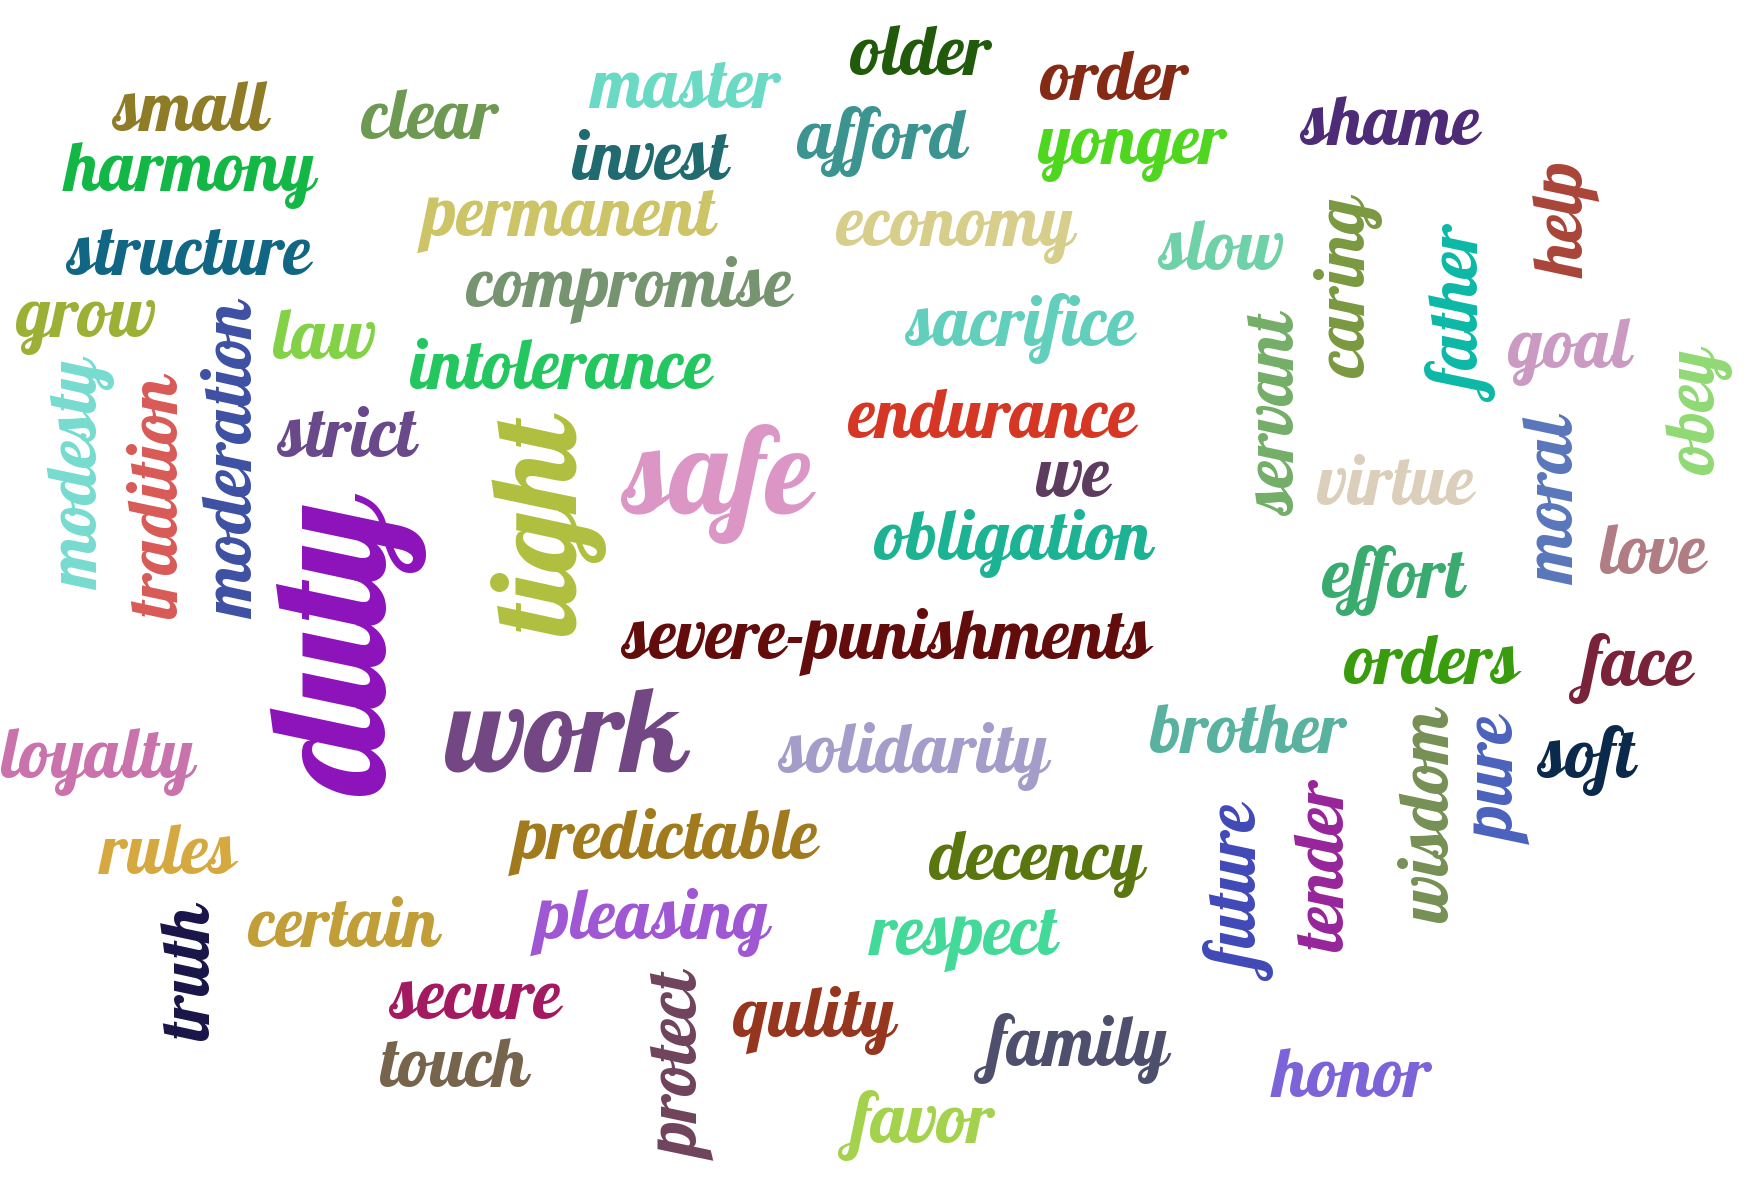 older
order
master
small
clear
afford
shame
yonger
invest
harmony
help
permanent
economy
structure
slow
caring
father
compromise
grow
law
moderation
sacrifice
servant
goal
intolerance
obey
modesty
tradition
strict
tight
safe
endurance
we
virtue
moral
duty
obligation
love
effort
severe-punishments
orders
face
work
solidarity
brother
loyalty
wisdom
pure
soft
predictable
rules
decency
future
tender
truth
certain
pleasing
respect
secure
protect
qulity
touch
family
honor
favor